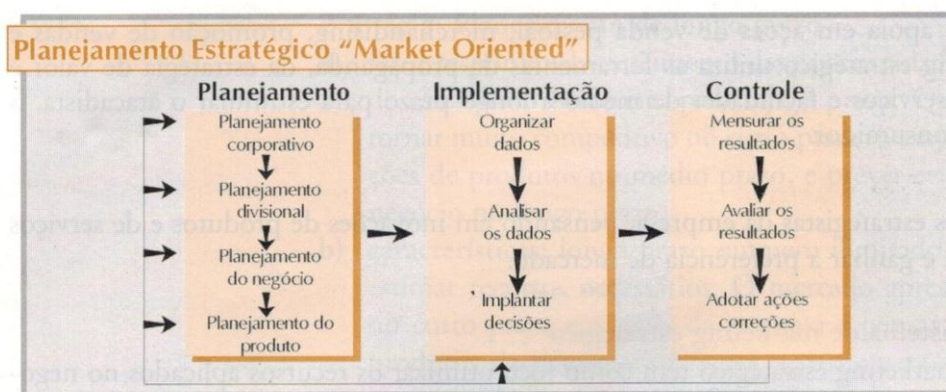 Planejamento Estratégico “Market Oriented”
Planejamento
Planejamento
corporativo
Planejamento
divisional
Planejamento
do negócio
Planejamento do
produto
Implementação
Organizar
dados
Analisar
os dados
Implantar
decisões
Controle
Mensurar os
resultados
Avaliar os
resultados
Adotar ações
correções